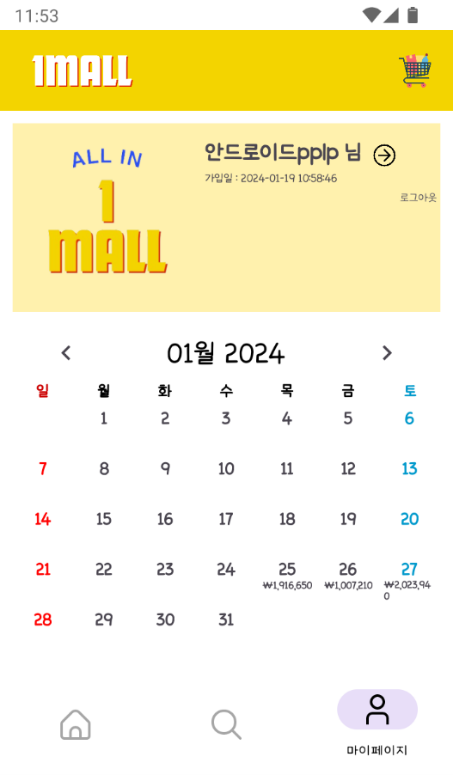 11:53
1MALL
ALL IN
1
MALL
안드로이드pplp 님
가입일 : 2024-01-19 10:58:46
로그아웃
01월 2024
일 월 화 수 목 금 토
1 2 3 4 5 6
7 8 9 10 11 12 13
14 15 16 17 18 19 20
21 22 23 24 25 26 27
₩1,916,650 ₩1,007,210 ₩2,023,94
0
28 29 30 31
마이페이지